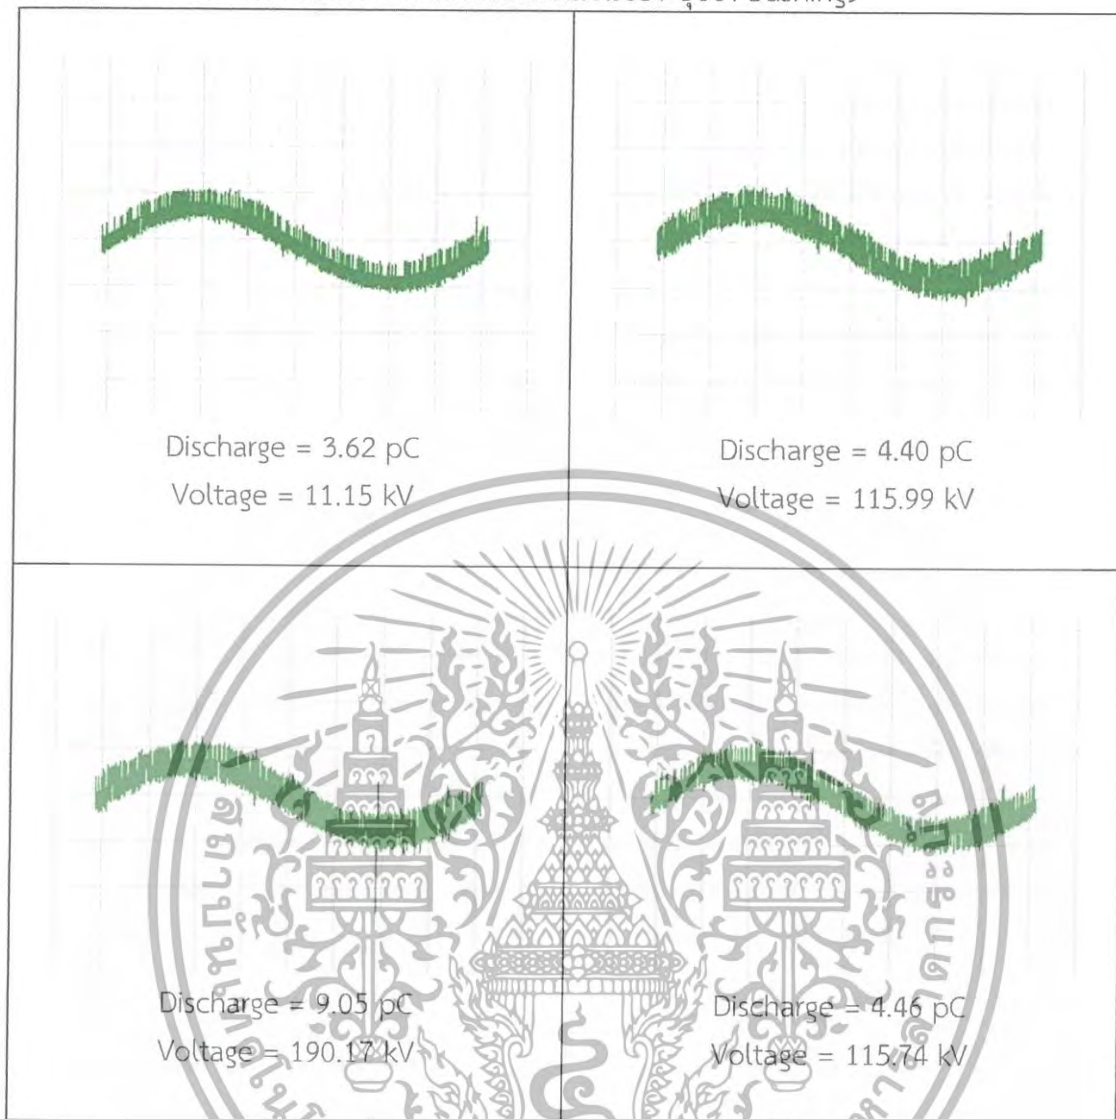 Bushings
Discharge = 3.62 pC
Voltage = 11.15 kV
Discharge = 4.40 pC
Voltage = 115.99 kV
Discharge = 9.05 pC
Voltage = 190.17 kV
Discharge = 4.46 pC
Voltage = 115.74 kV